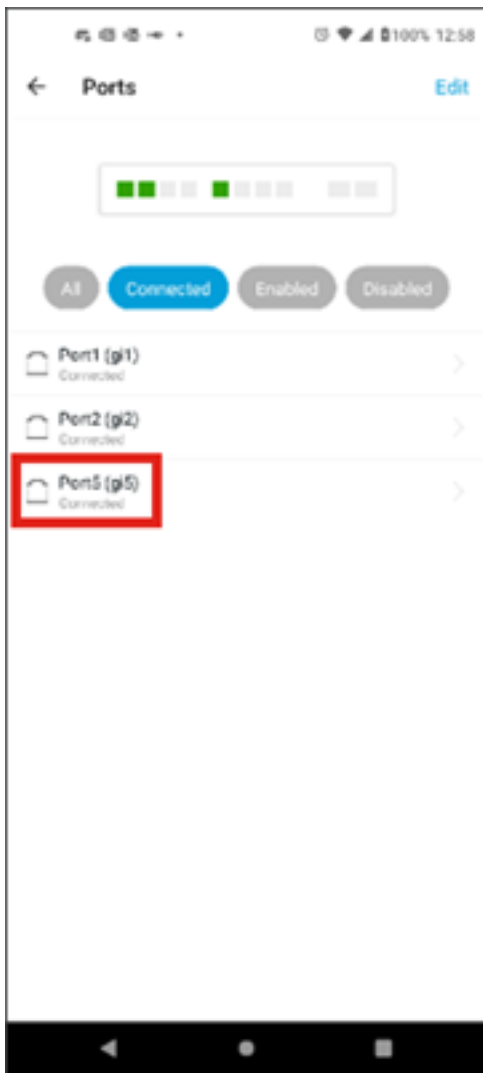 100% 12:58
Ports
Edit
All
Connected
Enabled
Disabled
Port1 (gi1)
Connected
Port2 (gi2)
Connected
Port5 (gi5)
Connected